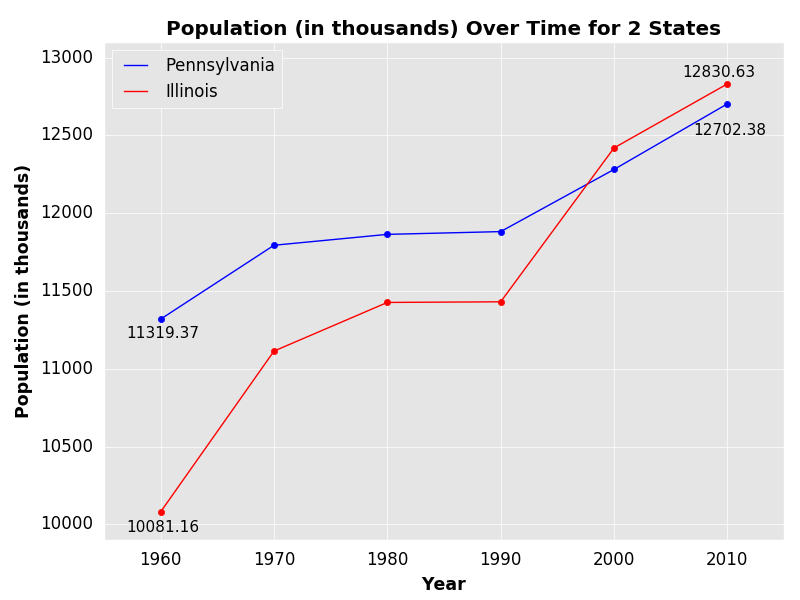 Population (in thousands) Over Time for 2 States
Population (in thousands)
13000
12500
12000
11500
11000
10500
10000
Pennsylvania
Illinois
12830.63
12702.38
11319.37
10081.16
1960 1970 1980 1990 2000 2010
Year